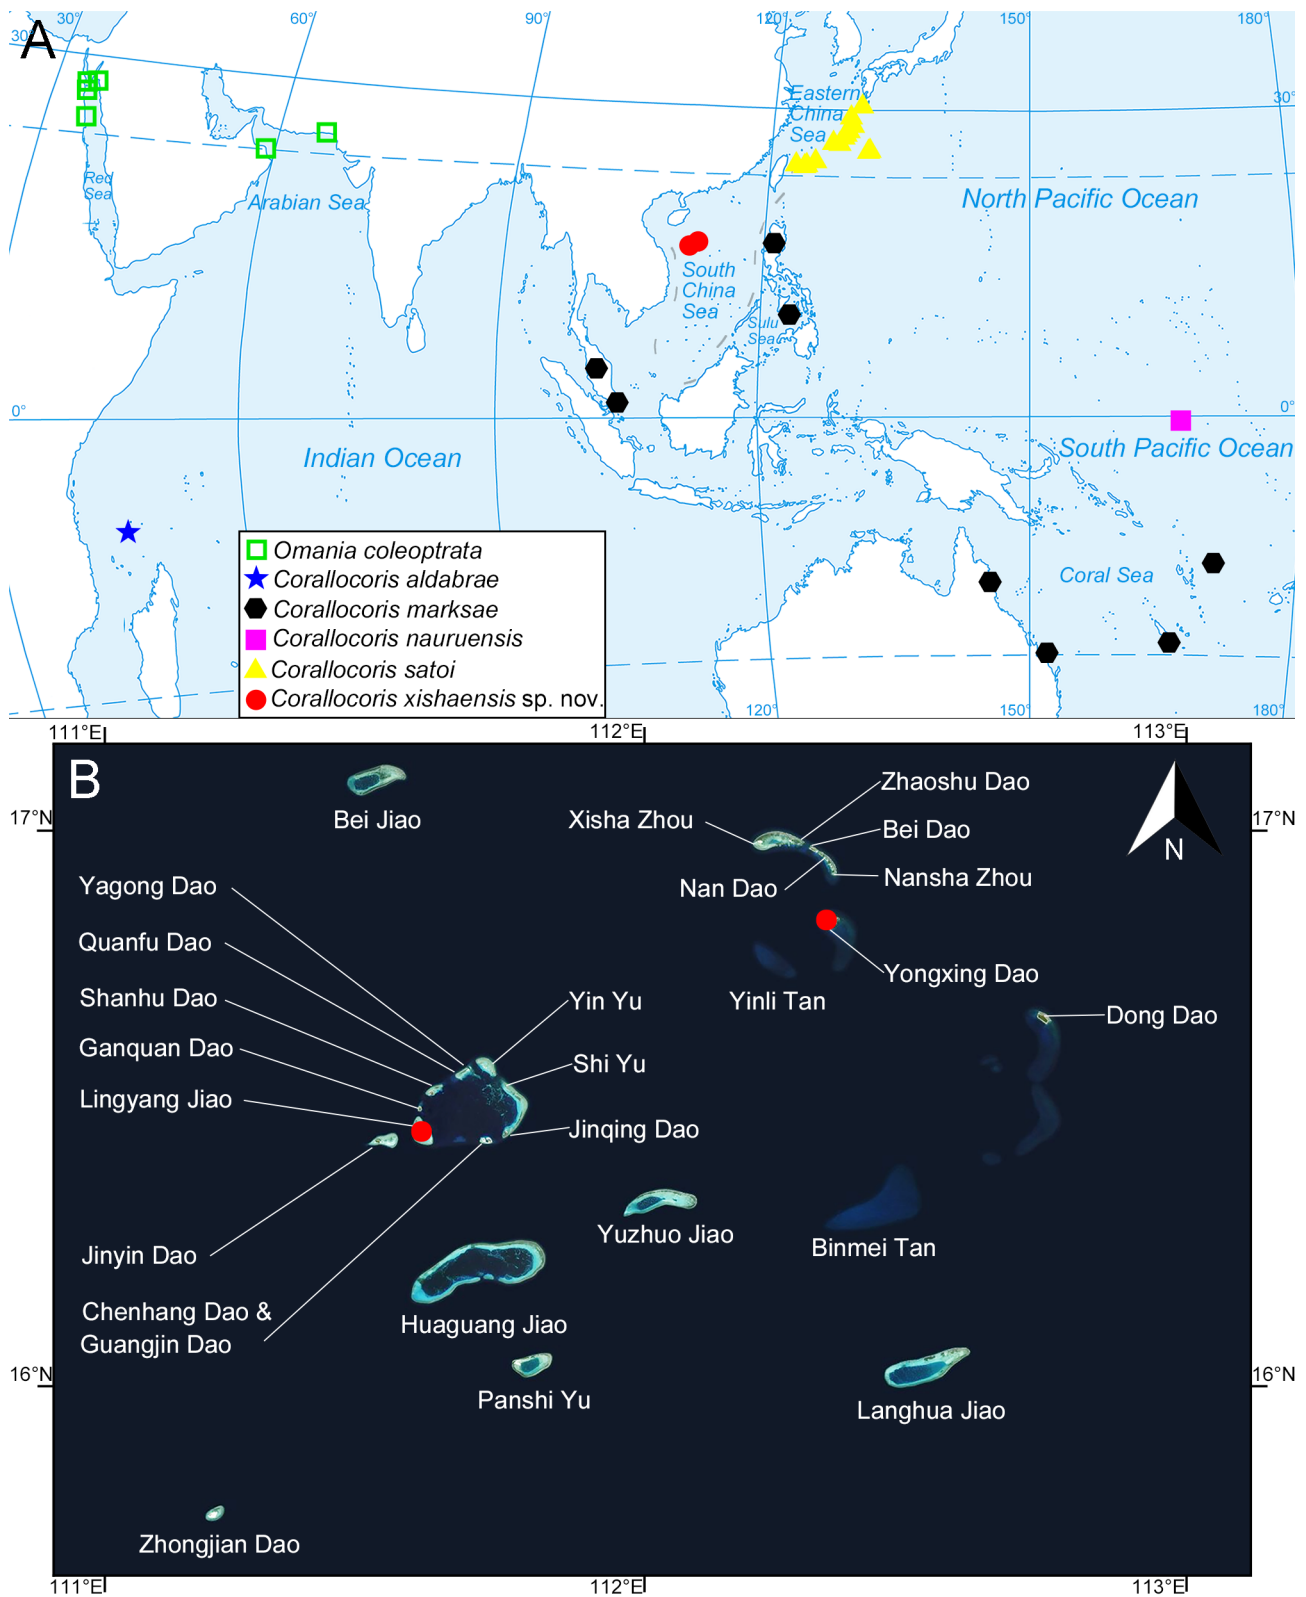 A
30°
60°
90°
120°
150°
180°
30°
30°
Eastern
China
Sea
Red
Sea
Arabian Sea
North Pacific Ocean
South
China
Sea
Sulu
Sea
0°
0°
Indian Ocean
South Pacific Ocean
Coral Sea
Omania coleoptrata
Corallocoris aldabrae
Corallocoris marksae
Corallocoris nauruensis
Corallocoris satoi
Corallocoris xishaensis sp. nov.
120°
150°
180°
111°E
112°E
113°E
B
Bei Jiao
Xisha Zhou
Zhaoshu Dao
Bei Dao
Nan Dao
Nansha Zhou
N
17°N
17°N
Yagong Dao
Quanfu Dao
Shanhu Dao
Ganquan Dao
Lingyang Jiao
Yin Yu
Shi Yu
Jinqing Dao
Yinli Tan
Yongxing Dao
Dong Dao
Jinyin Dao
Chenhang Dao &
Guangjin Dao
Yuzhuo Jiao
Binmei Tan
Huaguang Jiao
Panshi Yu
Langhua Jiao
16°N
16°N
Zhongjian Dao
111°E
112°E
113°E